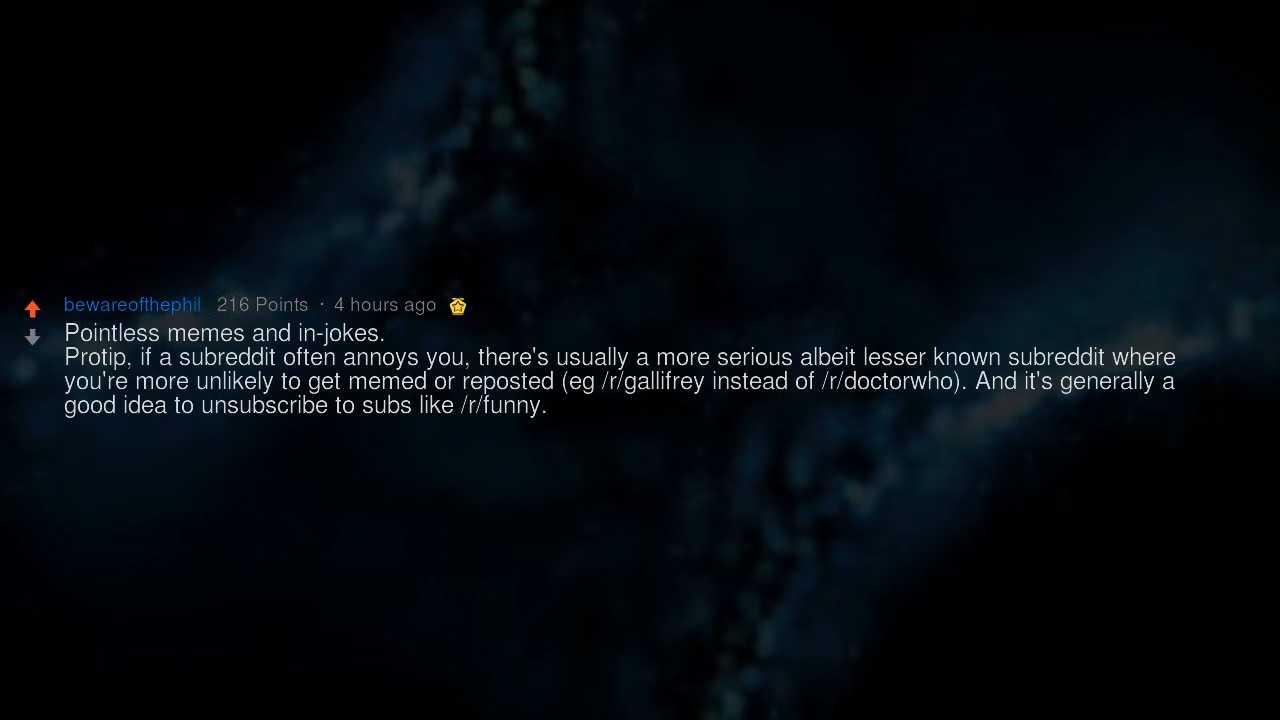 bewareofthephil 216 Points · 4 hours ago
Pointless memes and in-jokes.
Protip, if a subreddit often annoys you, there's usually a more serious albeit lesser known subreddit where
you're more unlikely to get memed or reposted (eg /r/gallifrey instead of /r/doctorwho). And it's generally a
good idea to unsubscribe to subs like /r/funny.